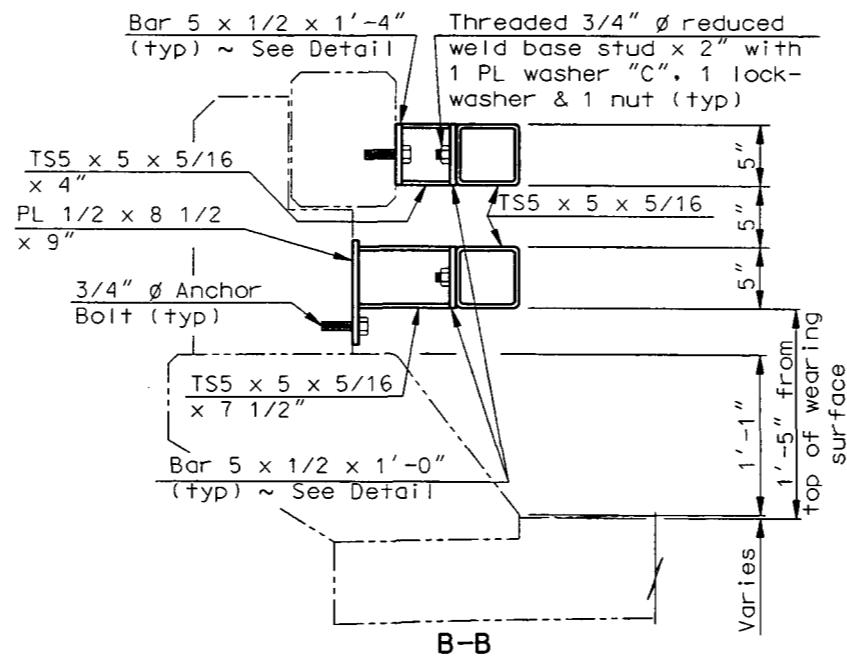 Bar 5 x 1/2 x 1'-4"
(typ) ~ See Detail
Threaded 3/4" Ø reduced
weld base stud x 2" with
1 PL washer "C", 1 lock-
washer & 1 nut (typ)
TS5 x 5 x 5/16
x 4"
PL 1/2 x 8 1/2
x 9"
3/4" Ø Anchor
Bolt (typ)
TS5 x 5 x 5/16
5"
5"
5"
TS5 x 5 x 5/16
x 7 1/2"
Bar 5 x 1/2 x 1'-0"
(typ) ~ See Detail
1'-1"
1'-5" from
top of wearing
surface
Varies
B-B